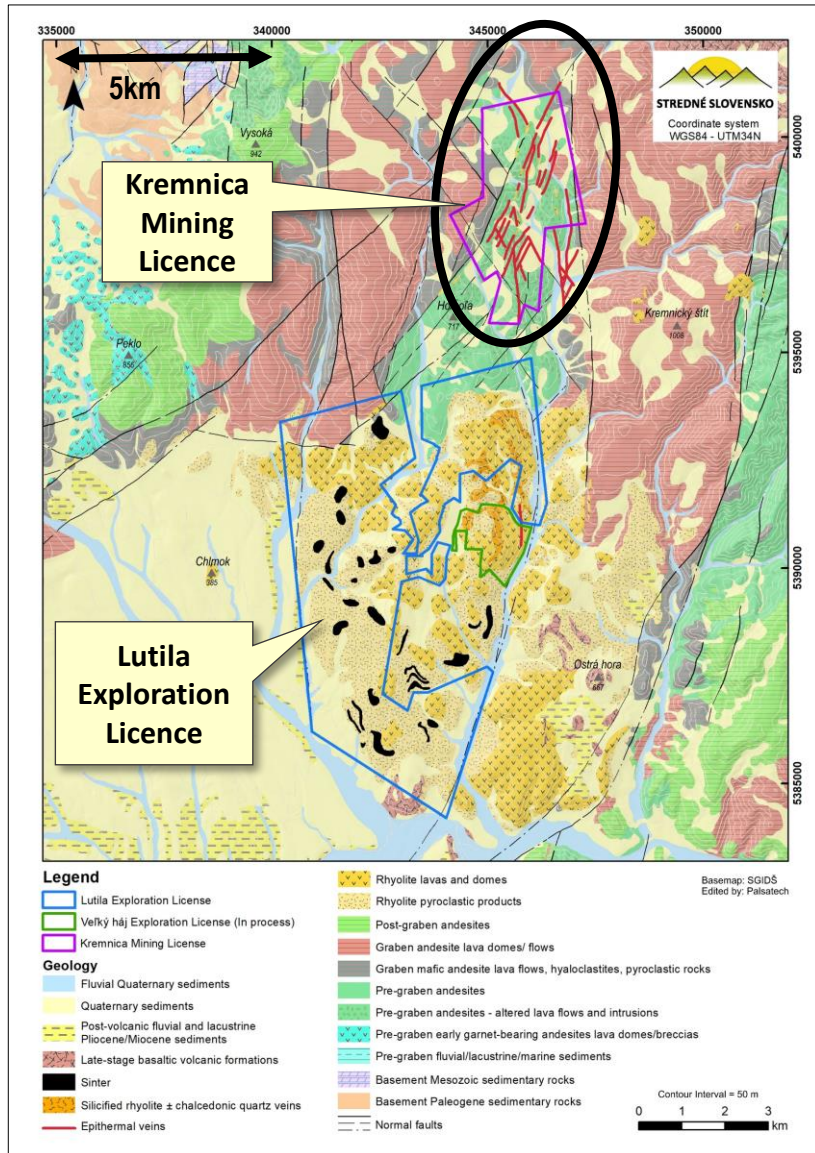 335000
340000
345000
350000
5km
STREDNÉ SLOVENSKO
Coordinate system
WGS84 - UTM34N
5400000
5395000
5390000
5385000
Vysoká
942
Kremnica
Mining
Licence
717
Kremnický štít
1008
Peklo
Chlmok
385
Lutila
Exploration
Licence
Ostrá hora
667
Legend
Lutila Exploration License
Veľký háj Exploration License (In process)
Kremnica Mining License
Geology
Fluvial Quaternary sediments
Quaternary sediments
Post-volcanic fluvial and lacustrine
Pliocene/Miocene sediments
Late-stage basaltic volcanic formations
Sinter
Silicified rhyolite ± chalcedonic quartz veins
Epithermal veins
Rhyolite lavas and domes
Rhyolite pyroclastic products
Post-graben andesites
Graben andesite lava domes/ flows
Graben mafic andesite lava flows, hyaloclastites, pyroclastic rocks
Pre-graben andesites
Pre-graben andesites - altered lava flows and intrusions
Pre-graben early garnet-bearing andesites lava domes/breccias
Pre-graben fluvial/lacustrine/marine sediments
Basement Mesozoic sedimentary rocks
Basement Paleogene sedimentary rocks
Normal faults
Basemap: SGIDŠ
Edited by: Palsatech
Contour Interval = 50 m
0 1 2 3
km